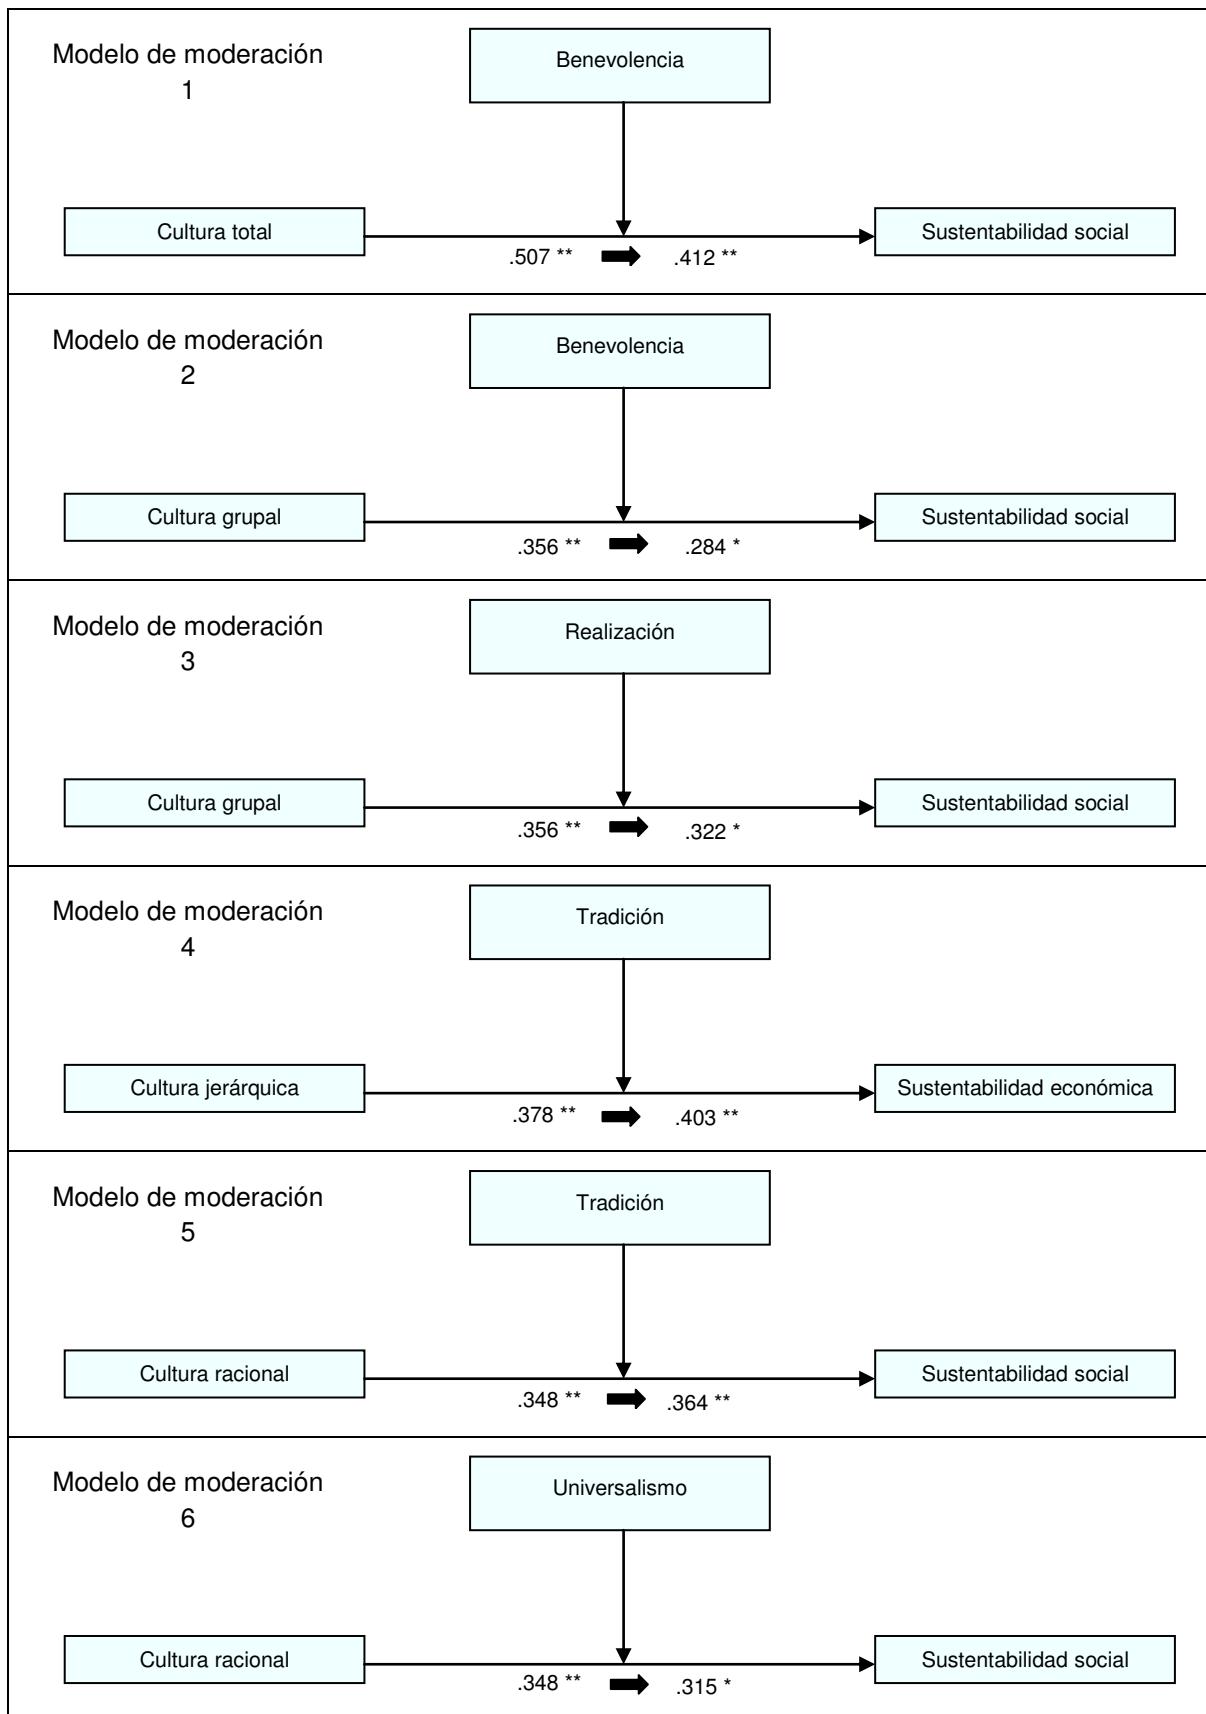 Modelo de moderación
1
Benevolencia
Cultura total
Sustentabilidad social
.507 **
.412 **
Modelo de moderación
2
Benevolencia
Cultura grupal
Sustentabilidad social
.356 **
.284 *
Modelo de moderación
3
Realización
Cultura grupal
Sustentabilidad social
.356 **
.322 *
Modelo de moderación
4
Tradición
Cultura jerárquica
Sustentabilidad económica
.378 **
.403 **
Modelo de moderación
5
Tradición
Cultura racional
Sustentabilidad social
.348 **
.364 **
Modelo de moderación
6
Universalismo
Cultura racional
Sustentabilidad social
.348 **
.315 *